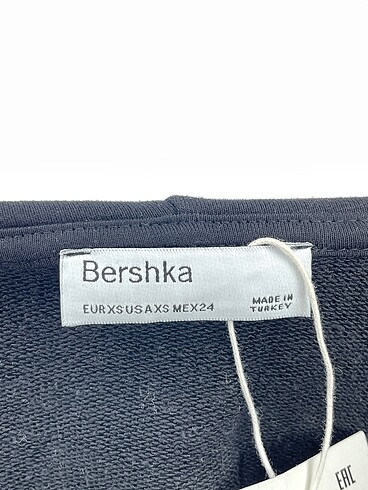 Bershka
EUR XS USA XS MEX 24
MADE IN
TURKEY
EAC